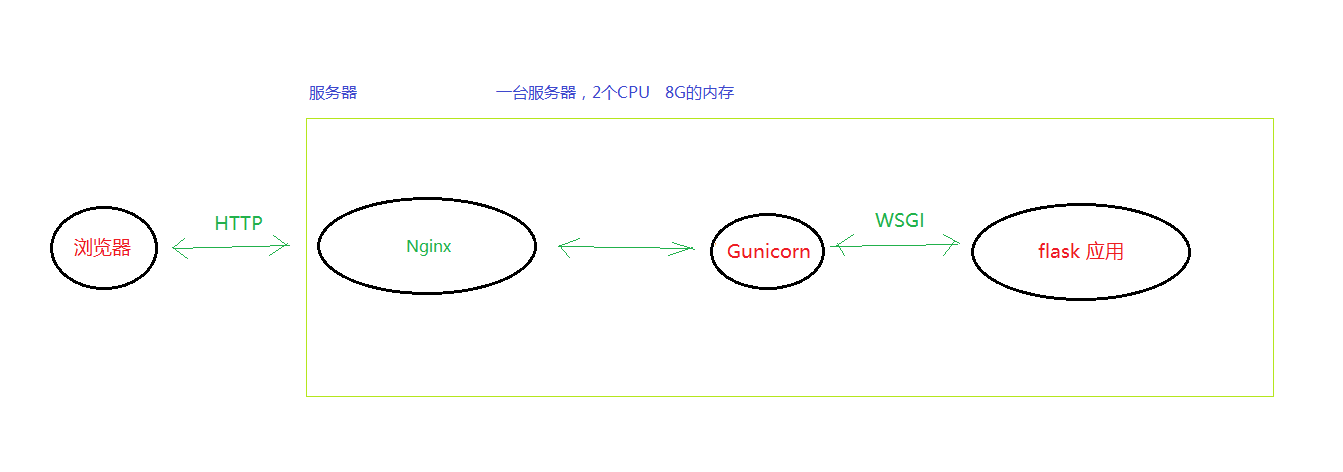 服务器
一台服务器，2个CPU 8G的内存
浏览器
HTTP
Nginx
Gunicorn
WSGI
flask 应用